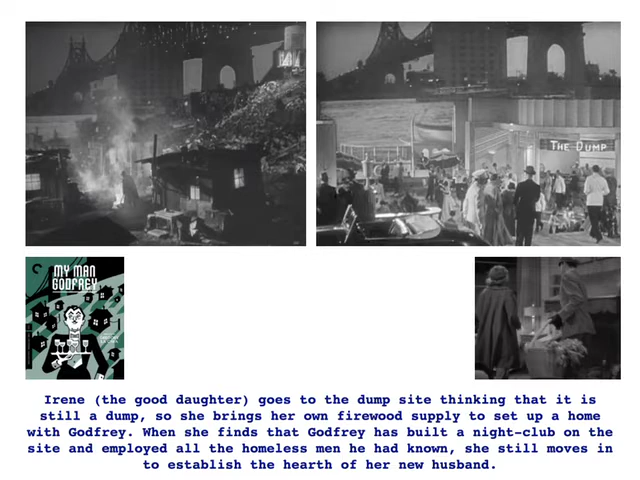 THE DUMP
MY MAN
GODFREY
Irene (the good daughter) goes to the dump site thinking that it is
still a dump, so she brings her own firewood supply to set up a home
with Godfrey. When she finds that Godfrey has built a night-club on the
site and employed all the homeless men he had known, she still moves in
to establish the hearth of her new husband.